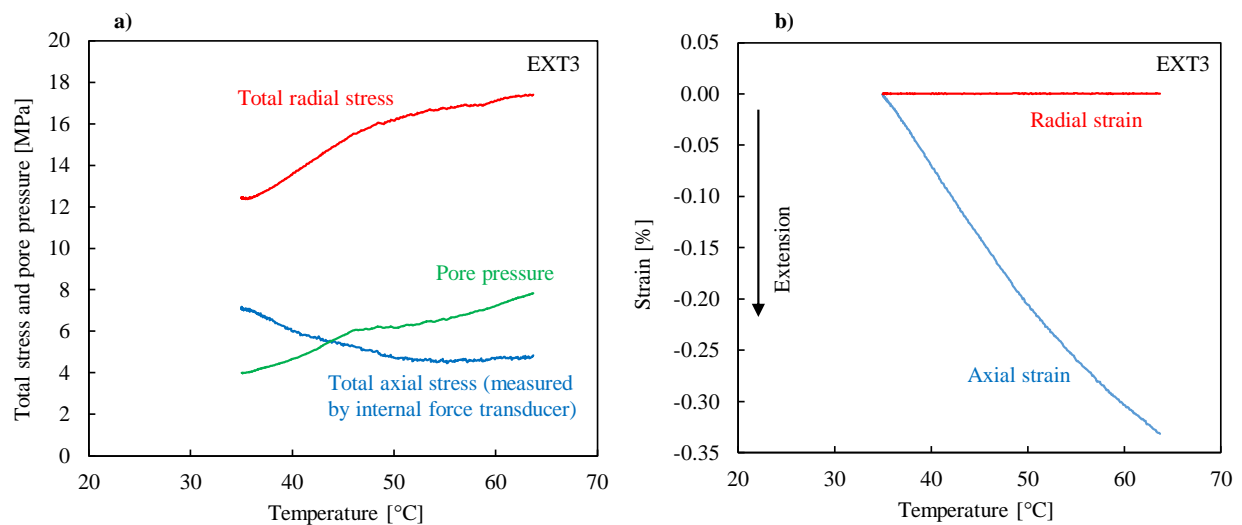 a)
EXT3
Total stress and pore pressure [MPa]
20
18
16
14
12
10
8
6
4
2
0
Total radial stress
Pore pressure
Total axial stress (measured
by internal force transducer)
20
30
40
50
60
70
Temperature [°C]
b)
EXT3
Strain [%]
0.05
0.00
-0.05
-0.10
-0.15
-0.20
-0.25
-0.30
-0.35
Extension
Radial strain
Axial strain
20
30
40
50
60
70
Temperature [°C]